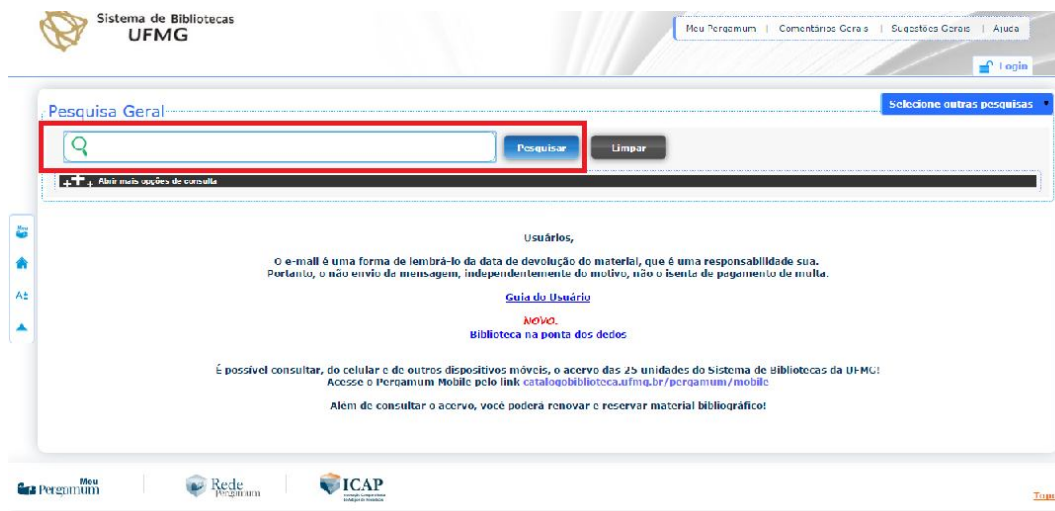 Sistema de Bibliotecas
UFMG
Meu Pergamum | Comentários Gerais | Sugestões Gerais | Ajuda
Login
Pesquisa Geral
Selecione outras pesquisas
Pesquisar
Limpar
Abrir mais opções de consulta
Usuários,
O e-mail é uma forma de lembrá-lo da data de devolução do material, que é uma responsabilidade sua.
Portanto, o não envio da mensagem, independentemente do motivo, não o isenta de pagamento de multa.
Guia do Usuário
NOVO.
Biblioteca na ponta dos dedos
É possível consultar, do celular e de outros dispositivos móveis, o acervo das 25 unidades do Sistema de Bibliotecas da UFMG!
Acesse o Pergamum Mobile pelo link catalogobiblioteca.ufmg.br/pergamum/mobile
Além de consultar o acervo, você poderá renovar e reservar material bibliográfico!
Meu
Pergamum
Rede
Pergamum
ICAP
Topo